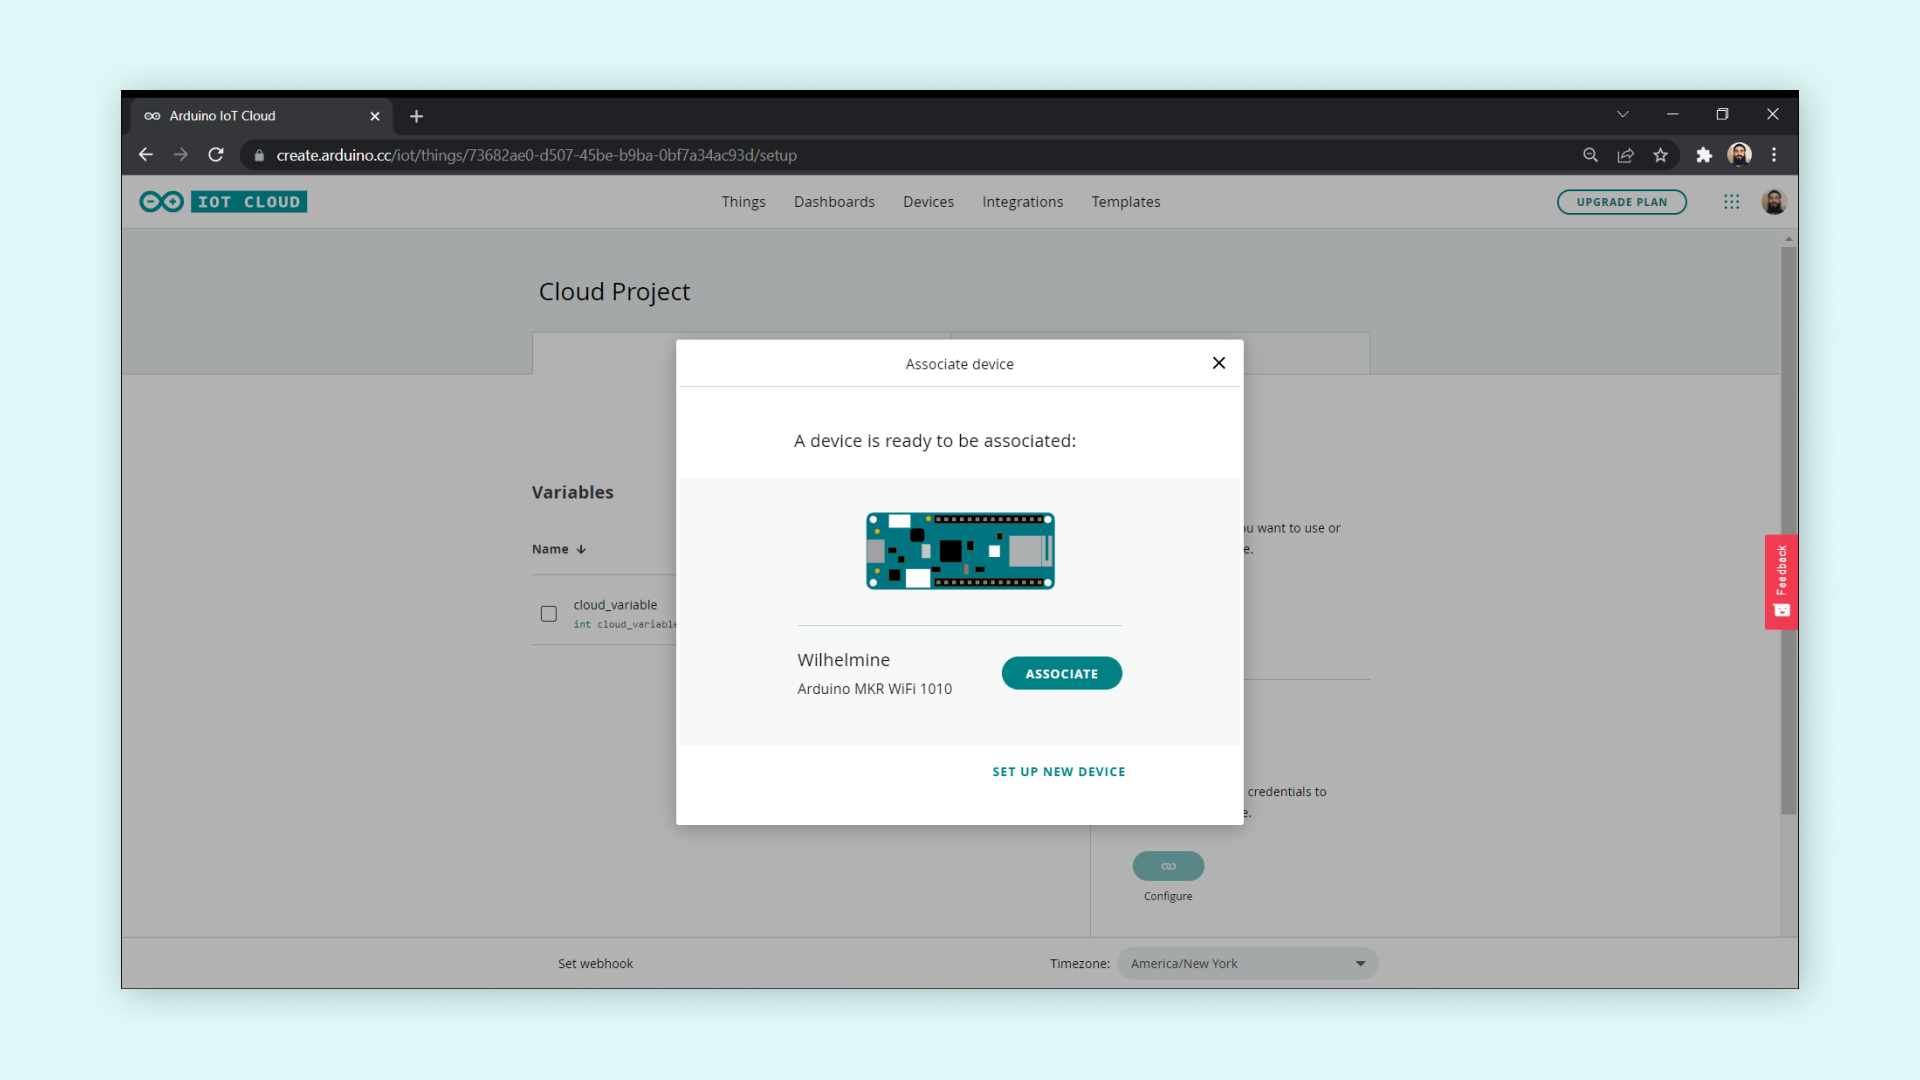 Arduino IoT Cloud
create.arduino.cc/iot/things/73682ae0-d507-45be-b9ba-0bf7a34ac93d/setup
IOT CLOUD
Things
Dashboards
Devices
Integrations
Templates
UPGRADE PLAN
Cloud Project
Associate device
A device is ready to be associated:
Variables
Name
cloud_variable
int cloud_variable
Wilhelmine
Arduino MKR WiFi 1010
ASSOCIATE
SET UP NEW DEVICE
you want to use or
e.
credentials to
e.
Configure
Feedback
Set webhook
Timezone:
America/New York